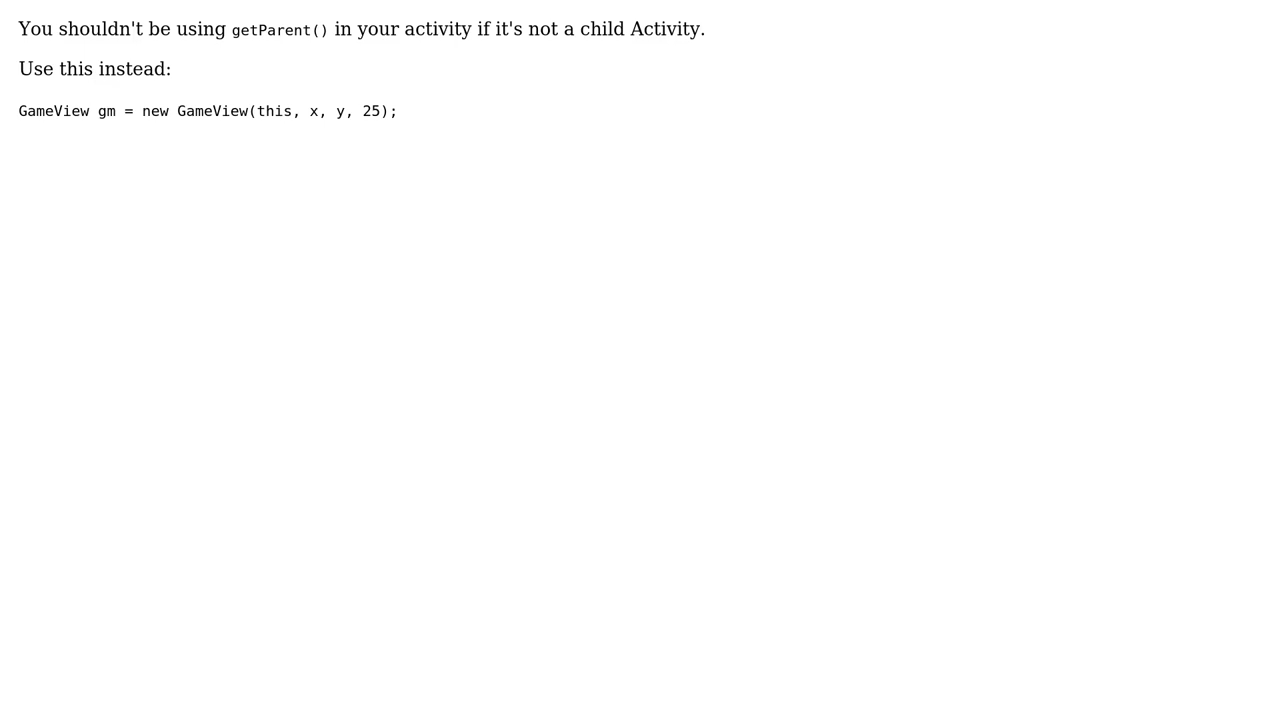 You shouldn't be using getParent() in your activity if it's not a child Activity.
Use this instead:
GameView gm = new GameView(this, x, y, 25);